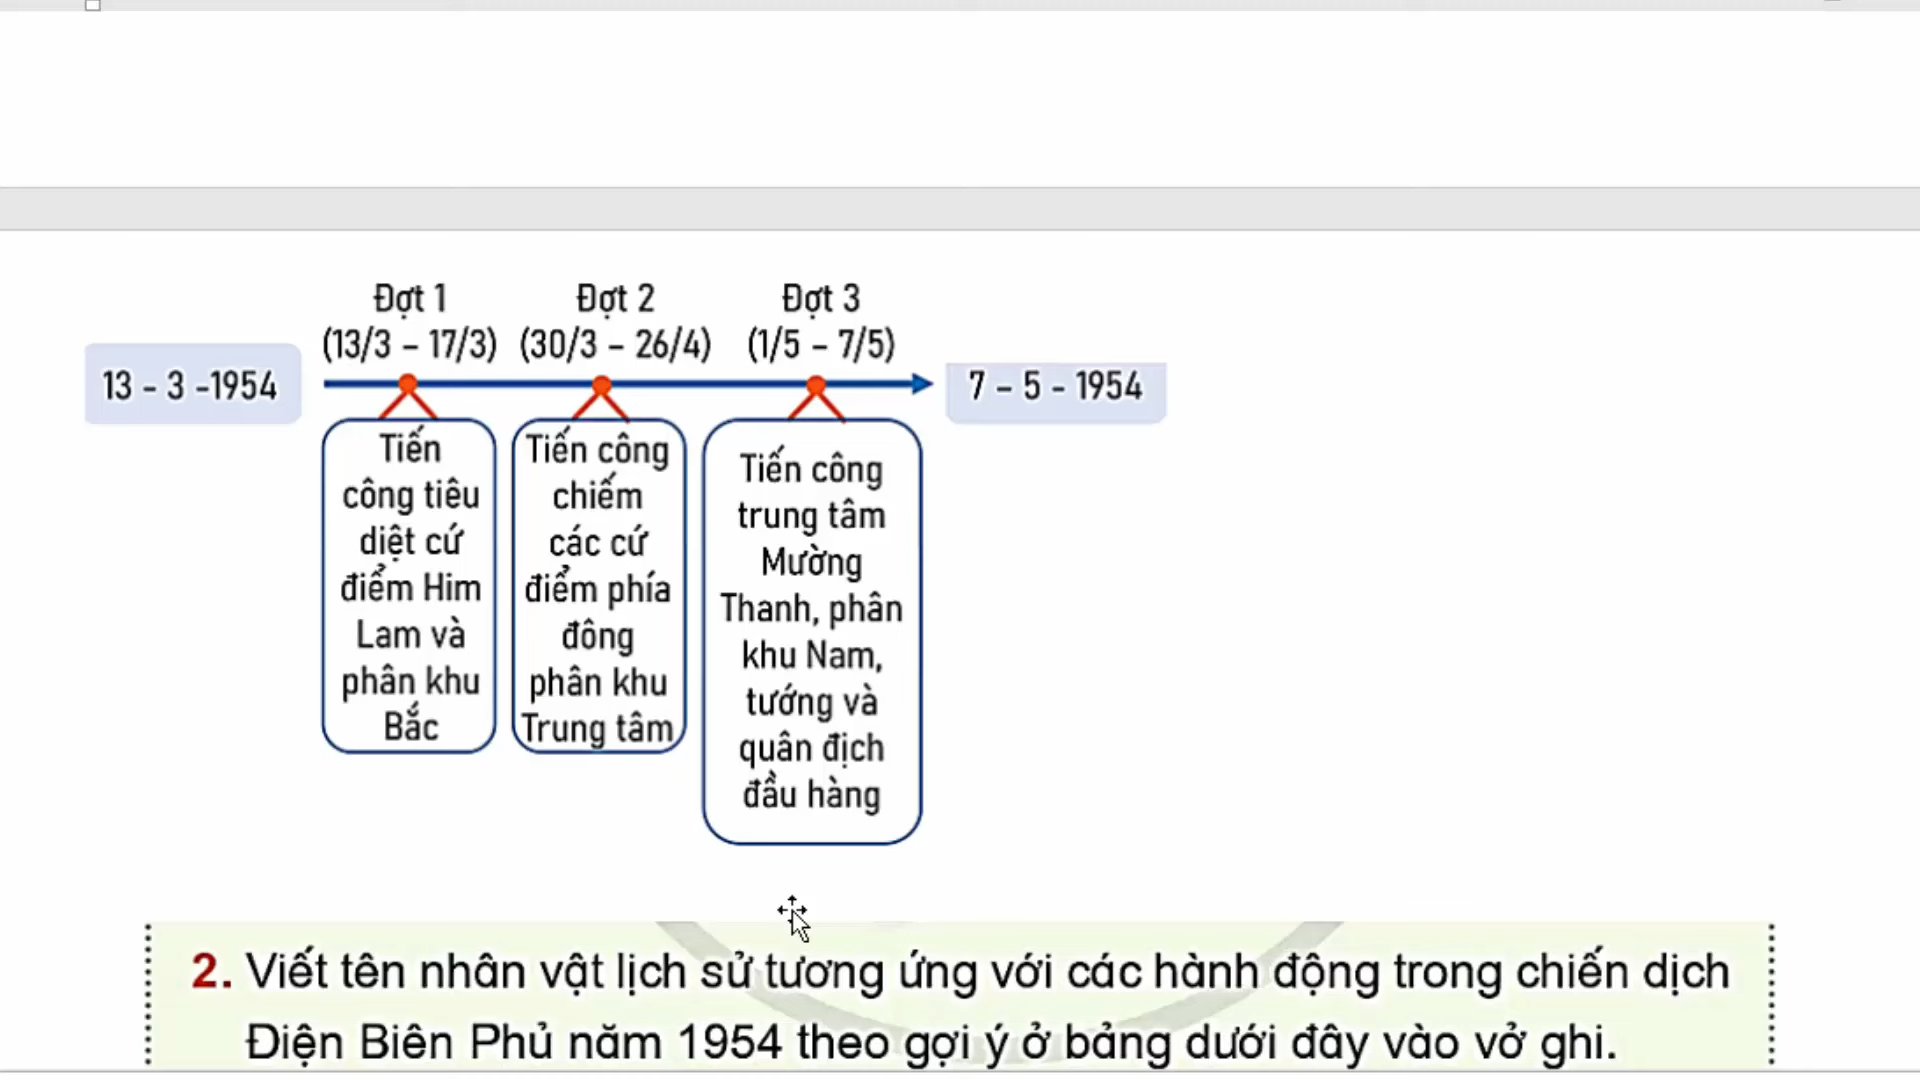 Đợt 1
(13/3 – 17/3)
Đợt 2
(30/3 – 26/4)
Đợt 3
(1/5 – 7/5)
13 - 3 -1954
7 – 5 - 1954
Tiến
công tiêu
diệt cứ
điểm Him
Lam và
phân khu
Bắc
Tiến công
chiếm
các cứ
điểm phía
đông
phân khu
Trung tâm
Tiến công
trung tâm
Mường
Thanh, phân
khu Nam,
tướng và
quân địch
đầu hàng
2. Viết tên nhân vật lịch sử tương ứng với các hành động trong chiến dịch
Điện Biên Phủ năm 1954 theo gợi ý ở bảng dưới đây vào vở ghi.